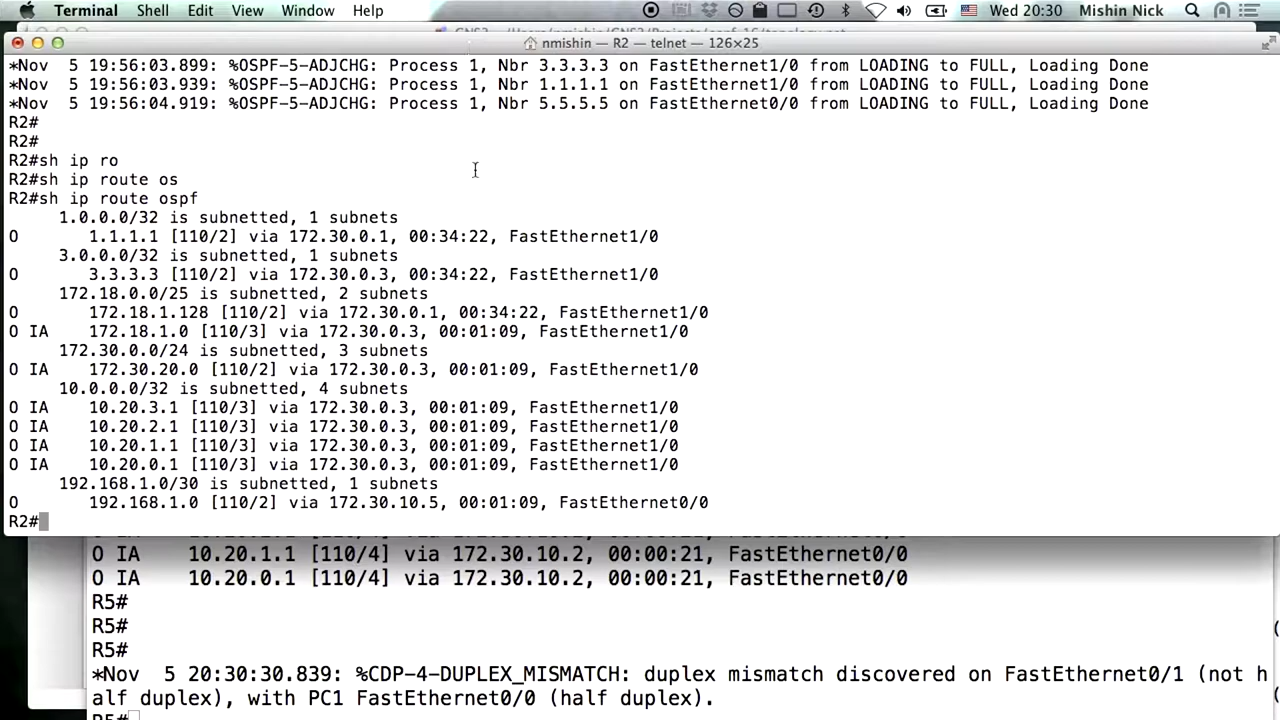 Terminal Shell Edit View Window Help Wed 20:30 Mishin Nick
nmishin — R2 — telnet — 126×25
*Nov  5 19:56:03.899: %OSPF-5-ADJCHG: Process 1, Nbr 3.3.3.3 on FastEthernet1/0 from LOADING to FULL, Loading Done
*Nov  5 19:56:03.939: %OSPF-5-ADJCHG: Process 1, Nbr 1.1.1.1 on FastEthernet1/0 from LOADING to FULL, Loading Done
*Nov  5 19:56:04.919: %OSPF-5-ADJCHG: Process 1, Nbr 5.5.5.5 on FastEthernet0/0 from LOADING to FULL, Loading Done
R2#
R2#
R2#sh ip ro
R2#sh ip route os
R2#sh ip route ospf
     1.0.0.0/32 is subnetted, 1 subnets
O       1.1.1.1 [110/2] via 172.30.0.1, 00:34:22, FastEthernet1/0
     3.0.0.0/32 is subnetted, 1 subnets
O       3.3.3.3 [110/2] via 172.30.0.3, 00:34:22, FastEthernet1/0
     172.18.0.0/25 is subnetted, 2 subnets
O       172.18.1.128 [110/2] via 172.30.0.1, 00:34:22, FastEthernet1/0
O IA    172.18.1.0 [110/3] via 172.30.0.3, 00:01:09, FastEthernet1/0
     172.30.0.0/24 is subnetted, 3 subnets
O IA    172.30.20.0 [110/2] via 172.30.0.3, 00:01:09, FastEthernet1/0
     10.0.0.0/32 is subnetted, 4 subnets
O IA    10.20.3.1 [110/3] via 172.30.0.3, 00:01:09, FastEthernet1/0
O IA    10.20.2.1 [110/3] via 172.30.0.3, 00:01:09, FastEthernet1/0
O IA    10.20.1.1 [110/3] via 172.30.0.3, 00:01:09, FastEthernet1/0
O IA    10.20.0.1 [110/3] via 172.30.0.3, 00:01:09, FastEthernet1/0
     192.168.1.0/30 is subnetted, 1 subnets
O       192.168.1.0 [110/2] via 172.30.10.5, 00:01:09, FastEthernet0/0
R2#
O IA    10.20.1.1 [110/4] via 172.30.10.2, 00:00:21, FastEthernet0/0
O IA    10.20.0.1 [110/4] via 172.30.10.2, 00:00:21, FastEthernet0/0
R5#
R5#
R5#
*Nov  5 20:30:30.839: %CDP-4-DUPLEX_MISMATCH: duplex mismatch discovered on FastEthernet0/1 (not h
alf duplex), with PC1 FastEthernet0/0 (half duplex).
R5#